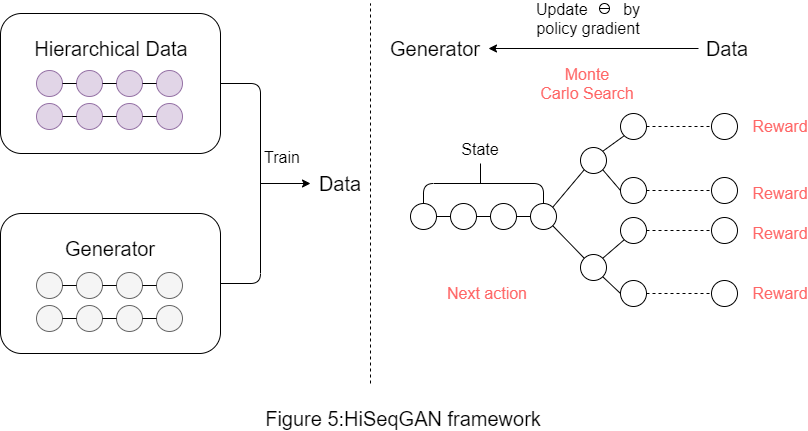 Hierarchical Data
Train
Data
Generator
Update ⊖ by
policy gradient
Generator
Data
Monte
Carlo Search
State
Reward
Reward
Reward
Next action
Reward
Figure 5:HiSeqGAN framework